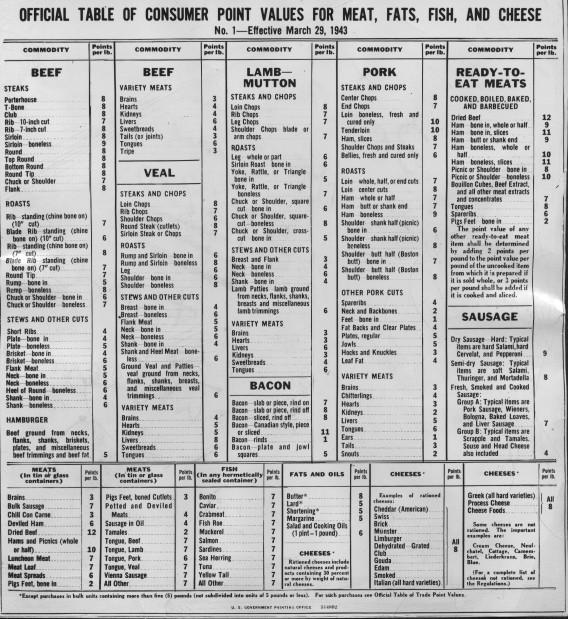 OFFICIAL TABLE OF CONSUMER POINT VALUES FOR MEAT, FATS, FISH, AND CHEESE
No. 1—Effective March 29, 1943
COMMODITY Points per lb.
BEEF
STEAKS
Porterhouse 8
T-Bone 8
Club 8
Rib—10-inch cut 7
Rib—7-inch cut 8
Sirloin 8
Sirloin—boneless 9
Round 8
Top Round 8
Bottom Round 8
Round Tip 8
Chuck or Shoulder 7
Flank 8
ROASTS
Rib—standing (chine bone on)
(10" cut) 7
Blade Rib—standing (chine
bone on) (10" cut) 6
Rib—standing (chine bone on)
(7" cut) 8
Blade Rib—standing (chine
bone on) (7" cut) 7
Round Tip 8
Rump—bone in 5
Rump—boneless 8
Chuck or Shoulder—bone in 6
Chuck or Shoulder—boneless 7
STEWS AND OTHER CUTS
Short Ribs 4
Plate—bone in 4
Plate—boneless 5
Brisket—bone in 4
Brisket—boneless 6
Flank Meat 5
Neck—bone in 5
Neck—boneless 6
Heel of Round—boneless 6
Shank—bone in 4
Shank—boneless 6
HAMBURGER
Beef ground from necks,
flanks, shanks, briskets,
plates, and miscellaneous
beef trimmings and beef fat 5
COMMODITY Points per lb.
BEEF
VARIETY MEATS
Brains 3
Hearts 4
Kidneys 4
Livers 6
Sweetbreads 4
Tails (ox joints) 3
Tongues 6
Tripe 3
VEAL
STEAKS AND CHOPS
Loin Chops 8
Rib Chops 7
Shoulder Chops 6
Round Steak (cutlets) 8
Sirloin Steak or Chops 7
ROASTS
Rump and Sirloin—bone in 6
Rump and Sirloin—boneless 8
Leg 6
Shoulder—bone in 6
Shoulder—boneless 8
STEWS AND OTHER CUTS
Breast—bone in 4
Breast—boneless 6
Flank Meat 5
Neck—bone in 5
Neck—boneless 6
Shank—bone in 4
Shank and Heel Meat—bone-
less 6
Ground Veal and Patties—
veal ground from necks,
flanks, shanks, breasts,
and miscellaneous veal
trimmings 6
VARIETY MEATS
Brains 4
Hearts 4
Kidneys 5
Livers 8
Sweetbreads 6
Tongues 6
COMMODITY Points per lb.
LAMB—
MUTTON
STEAKS AND CHOPS
Loin Chops 8
Rib Chops 7
Leg Chops 7
Shoulder Chops—blade or
arm chops 7
ROASTS
Leg—whole or part 6
Sirloin Roast—bone in 6
Yoke, Rattle, or Triangle
bone in 5
Yoke, Rattle, or Triangle
boneless 7
Chuck or Shoulder, square
cut—bone in 6
Chuck or Shoulder, square-
cut—boneless 8
Chuck or Shoulder, cross-
cut—bone in 5
STEWS AND OTHER CUTS
Breast and Flank 3
Neck—bone in 4
Neck—boneless 6
Shank—bone in 4
Lamb Patties—lamb ground
from necks, flanks, shanks,
breasts and miscellaneous
lamb trimmings 6
VARIETY MEATS
Brains 3
Hearts 3
Livers 6
Kidneys 3
Sweetbreads 4
Tongues 6
BACON
Bacon—slab or piece, rind on 7
Bacon—slab or piece, rind off 8
Bacon—sliced, rind off 8
Bacon—Canadian style, piece
or sliced 11
Bacon—rinds 1
Bacon—plate and jowl
squares 5
COMMODITY Points per lb.
PORK
STEAKS AND CHOPS
Center Chops 8
End Chops 7
Loin—boneless, fresh and
cured only 10
Tenderloin 10
Ham, slices 8
Shoulder Chops and Steaks 7
Bellies, fresh and cured only 7
ROASTS
Loin—whole, half, or end cuts 7
Loin—center cuts 8
Ham—whole or half 7
Ham—butt or shank end 7
Ham—boneless 9
Shoulder—shank half (picnic)
bone in 6
Shoulder—shank half (picnic)
boneless 8
Shoulder—butt half (Boston
butt)—bone in 7
Shoulder—butt half (Boston
butt)—boneless 8
OTHER PORK CUTS
Spareribs 4
Neck and Backbones 2
Feet—bone in 1
Fat Backs and Clear Plates 4
Plates, regular 5
Jowls 5
Hocks and Knuckles 3
Leaf Fat 4
VARIETY MEATS
Brains 3
Chitterlings 4
Hearts 3
Kidneys 2
Livers 5
Tongues 6
Ears 1
Tails 3
Snouts 2
COMMODITY Points per lb.
READY-TO-
EAT MEATS
COOKED, BOILED, BAKED,
AND BARBECUED
Dried Beef 12
Ham—bone in, whole or half 9
Ham—bone in, slices 11
Ham—butt or shank end 9
Ham—boneless, whole or
half 10
Ham—boneless, slices 11
Picnic or Shoulder—bone in 8
Picnic or Shoulder—boneless 10
Bouillon Cubes, Beef Extract,
and all other meat extracts
and concentrates 7
Tongues 8
Spareribs 6
Pigs Feet—bone in 2
The point value of any
other ready-to-eat meat
item shall be determined
by adding 2 points per
pound to the point value per
pound of the uncooked item
from which it is prepared if
it is sold whole, or 3 points
per pound shall be added if
it is cooked and sliced.
SAUSAGE
Dry Sausage—Hard: Typical
items are hard Salami, hard
Cervelat, and Pepperoni 9
Semi-dry Sausage: Typical
items are soft Salami,
Thuringer, and Mortadella 8
Fresh, Smoked and Cooked
Sausage:
Group A: Typical items are
Pork Sausage, Wieners,
Bologna, Baked Loaves,
and Liver Sausage 7
Group B: Typical items are
Scrapple and Tamales.
Souse and Head Cheese
also included 4
MEATS
(In tin or glass
containers)
Points per lb.
Brains 3
Bulk Sausage 7
Chili Con Carne 3
Deviled Ham 6
Dried Beef 12
Hams and Picnics (whole
or half) 10
Luncheon Meat 7
Meat Loaf 7
Meat Spreads 6
Pigs Feet, bone in 2
MEATS
(In tin or glass
containers)
Points per lb.
Pigs Feet, boned Cutlets 3
Potted and Deviled
Meats 4
Sausage in Oil 4
Tamales 2
Tongue, Beef 7
Tongue, Lamb 7
Tongue, Pork 6
Tongue, Veal 7
Vienna Sausage 7
All Other 7
FISH
(In any hermetically
sealed container)
Points per lb.
Bonito 7
Caviar 7
Crabmeat 7
Fish Roe 7
Mackerel 7
Salmon 7
Sardines 7
Sea Herring 7
Tuna 7
Yellow Tail 7
All Other 7
FATS AND OILS Points per lb.
Butter* 8
Lard* 5
Shortening* 5
Margarine 5
Salad and Cooking Oils
(1 pint—1 pound) 6
CHEESES*
Rationed cheeses include
natural cheeses and prod-
ucts containing 30 percent
or more by weight of natu-
ral cheeses.
CHEESES* Points per lb.
Examples of rationed
cheeses:
Cheddar (American)
Swiss
Brick
Munster
Limburger
Dehydrated—Grated
Club
Gouda
Edam
Smoked
Italian (all hard varieties)
All
8
CHEESES* Points per lb.
Greek (all hard varieties)
Process Cheese
Cheese Foods
All
8
Some cheeses are not
rationed. The important
examples are:
Cream Cheese, Neuf-
chatel, Cottage, Camem-
bert, Liederkranz, Brie,
Blue.
(For a complete list of
cheeses not rationed, see
the Regulations.)
*Except purchases in bulk units containing more than five (5) pounds (not subdivided into units of 5 pounds or less). For such purchases see Official Table of Trade Point Values.
U. S. GOVERNMENT PRINTING OFFICE